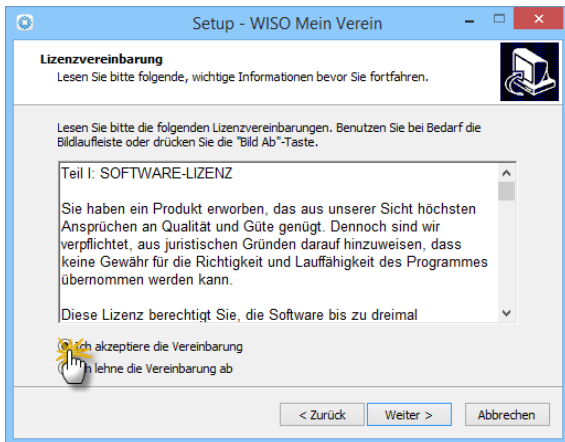 Setup - WISO Mein Verein
Lizenzvereinbarung
Lesen Sie bitte folgende, wichtige Informationen bevor Sie fortfahren.
Lesen Sie bitte die folgenden Lizenzvereinbarungen. Benutzen Sie bei Bedarf die
Bildlaufleiste oder drücken Sie die "Bild Ab"-Taste.
Teil I: SOFTWARE-LIZENZ
Sie haben ein Produkt erworben, das aus unserer Sicht höchsten
Ansprüchen an Qualität und Güte genügt. Dennoch sind wir
verpflichtet, aus juristischen Gründen darauf hinzuweisen, dass
keine Gewähr für die Richtigkeit und Lauffähigkeit des Programmes
übernommen werden kann.
Diese Lizenz berechtigt Sie, die Software bis zu dreimal
Ich akzeptiere die Vereinbarung
lehne die Vereinbarung ab
< Zurück
Weiter >
Abbrechen